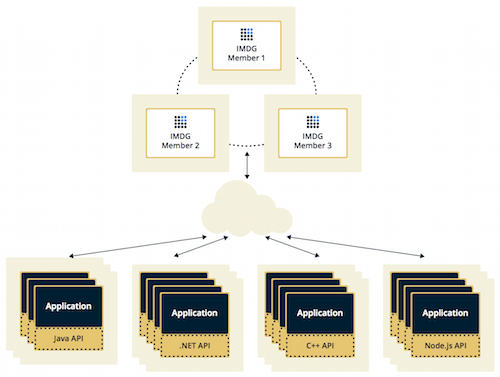 IMDG
Member 1
IMDG
Member 2
IMDG
Member 3
Application
Java API
Application
.NET API
Application
C++ API
Application
Node.js API